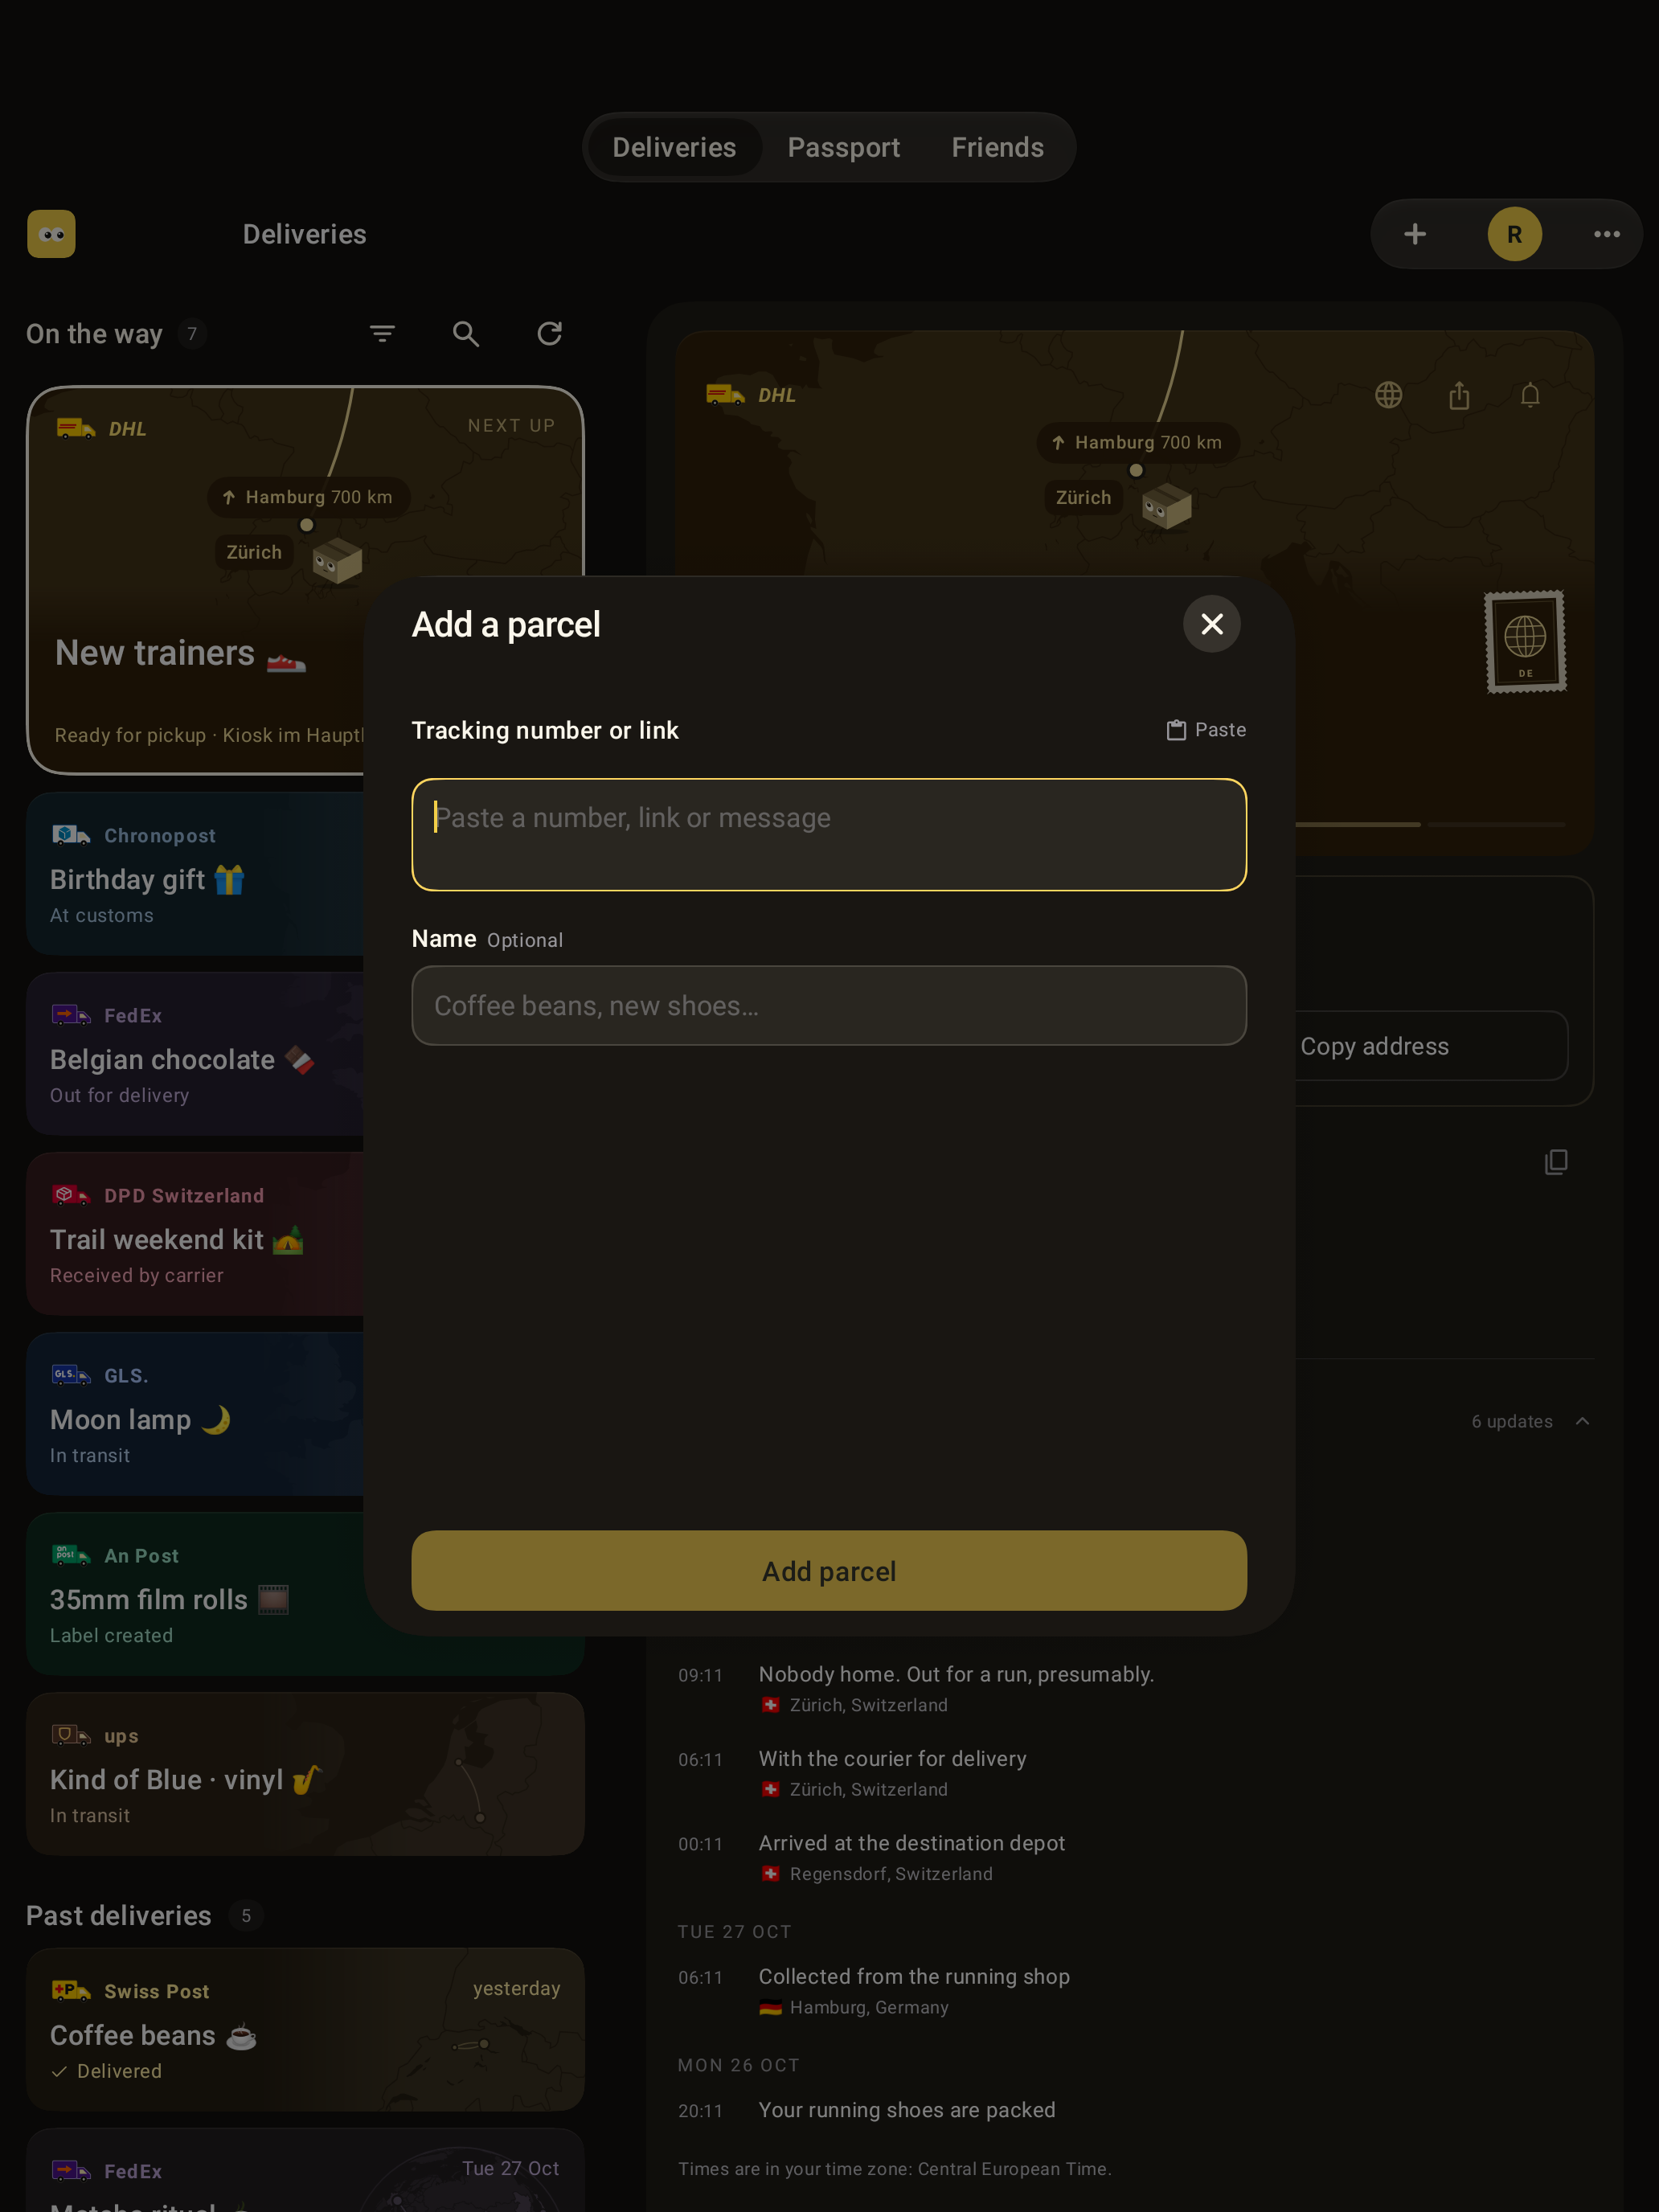 Deliveries
Passport
Friends
Deliveries
R
On the way 7
DHL
NEXT UP
Hamburg 700 km
Zürich
New trainers
Ready for pickup · Kiosk im
Chronopost
Birthday gift
At customs
FedEx
Belgian chocolate
Out for delivery
DPD Switzerland
Trail weekend kit
Received by carrier
GLS.
GLS.
Moon lamp
In transit
an post
An Post
35mm film rolls
Label created
ups
Kind of Blue · vinyl
In transit
Past deliveries 5
P
Swiss Post
yesterday
Coffee beans
Delivered
FedEx
Tue 27 Oct
DHL
Hamburg 700 km
Zürich
DE
Add a parcel
Tracking number or link
Paste
Paste a number, link or message
Name Optional
Coffee beans, new shoes…
Add parcel
Copy address
6 updates
09:11 Nobody home. Out for a run, presumably.
Zürich, Switzerland
06:11 With the courier for delivery
Zürich, Switzerland
00:11 Arrived at the destination depot
Regensdorf, Switzerland
TUE 27 OCT
06:11 Collected from the running shop
Hamburg, Germany
MON 26 OCT
20:11 Your running shoes are packed
Times are in your time zone: Central European Time.